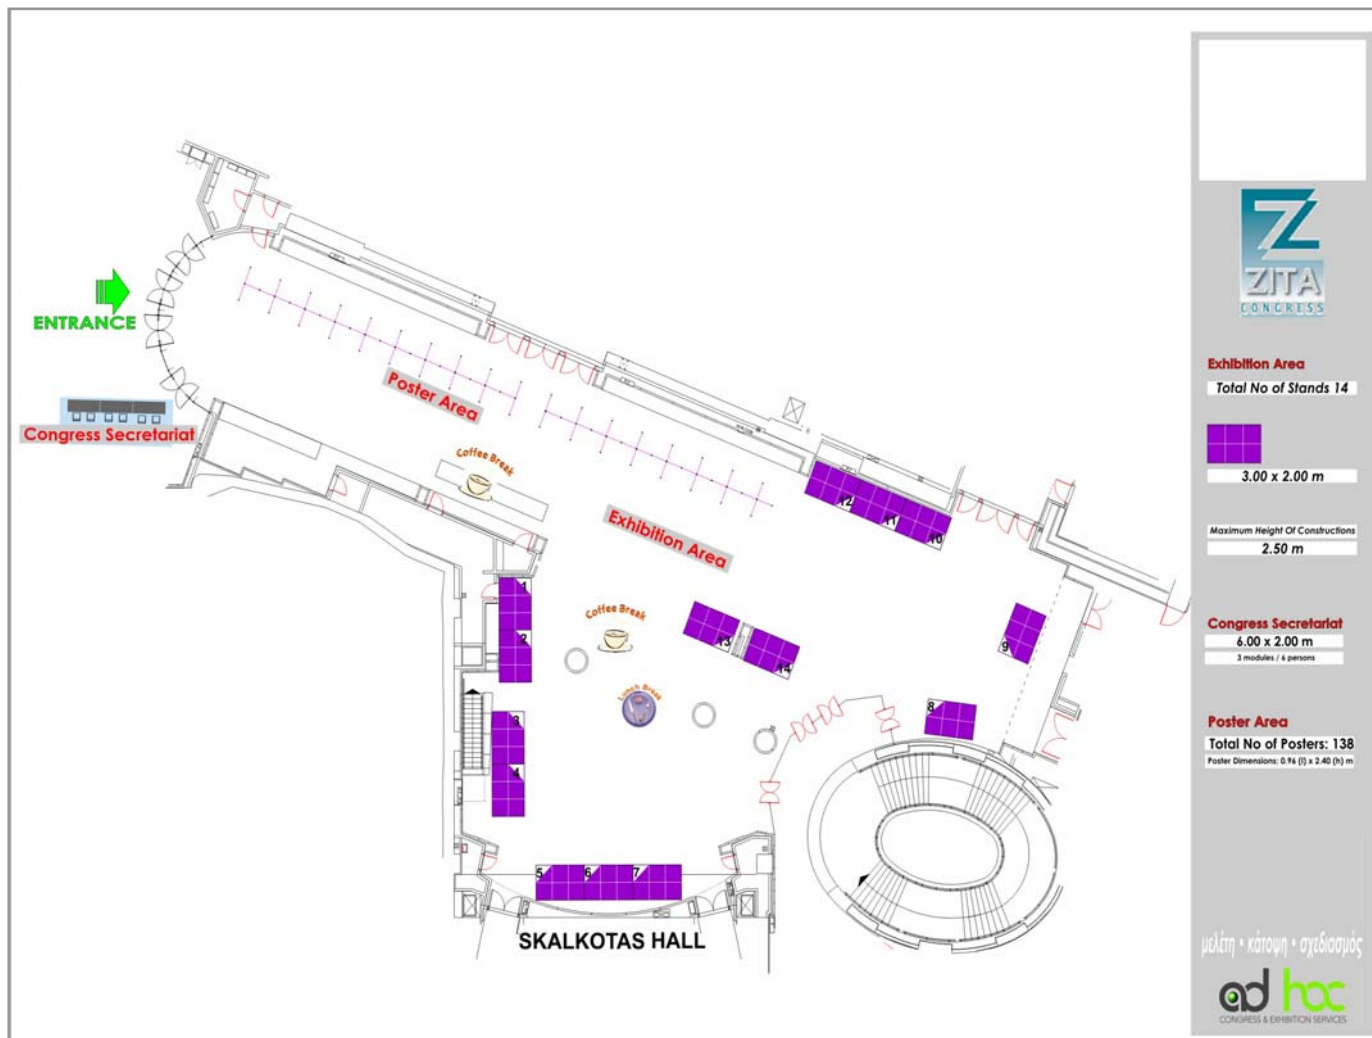 ENTRANCE
Congress Secretariat
Poster Area
Coffee Break
Exhibition Area
Coffee Break
Lunch Break
1
2
3
4
5
6
7
8
9
10
11
12
13
14
SKALKOTAS HALL
ZITA
CONGRESS
Exhibition Area
Total No of Stands 14
3.00 x 2.00 m
Maximum Height Of Constructions
2.50 m
Congress Secretariat
6.00 x 2.00 m
3 modules / 6 persons
Poster Area
Total No of Posters: 138
Poster Dimensions: 0.96 (l) x 2.40 (h) m
μελέτη • κάτοψη • σχεδιασμός
ad hoc
CONGRESS & EXHIBITION SERVICES